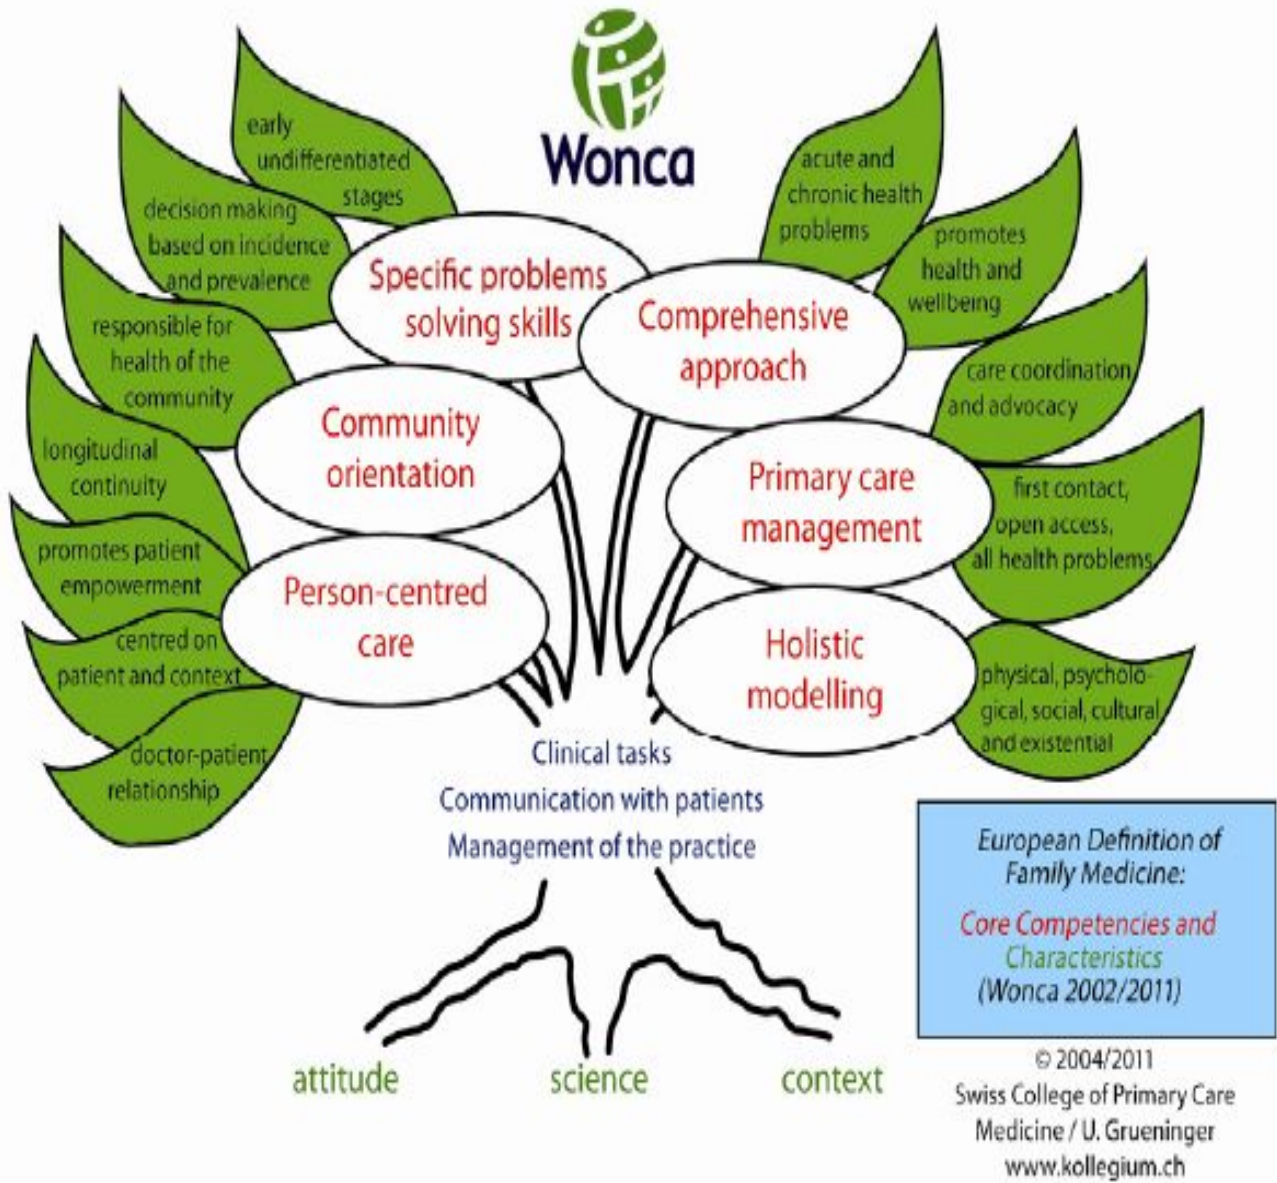 Wonca
early
undifferentiated
stages
decision making
based on incidence
and prevalence
responsible for
health of the
community
longitudinal
continuity
promotes patient
empowerment
centred on
patient and context
doctor-patient
relationship
Specific problems
solving skills
Community
orientation
Person-centred
care
Comprehensive
approach
Primary care
management
Holistic
modelling
acute and
chronic health
problems
promotes
health and
wellbeing
care coordination
and advocacy
first contact,
open access,
all health problems
physical, psycholo-
gical, social, cultural
and existential
Clinical tasks
Communication with patients
Management of the practice
attitude
science
context
European Definition of
Family Medicine:
Core Competencies and
Characteristics
(Wonca 2002/2011)
© 2004/2011
Swiss College of Primary Care
Medicine / U. Grueninger
www.kollegium.ch